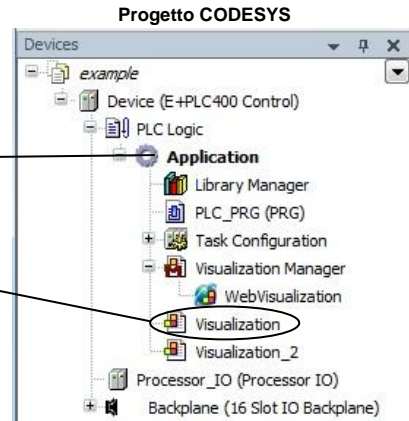 Progetto CODESYS
Devices
example
Device (E+PLC400 Control)
PLC Logic
Application
Library Manager
PLC_PRG (PRG)
Task Configuration
Visualization Manager
WebVisualization
Visualization
Visualization_2
Processor_IO (Processor IO)
Backplane (16 Slot IO Backplane)